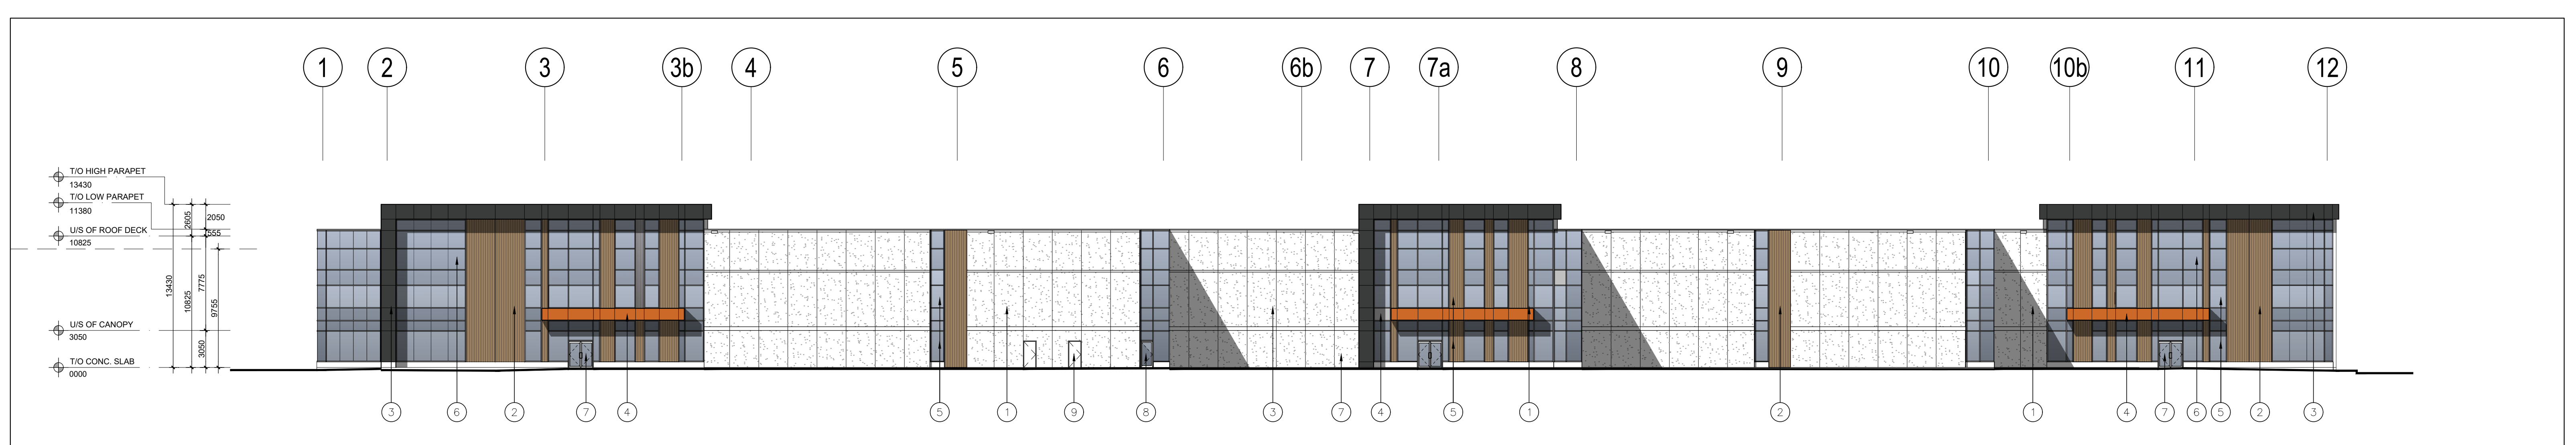 1 2 3 3b 4 5 6 6b 7 7a 8 9 10 10b 11 12
T/O HIGH PARAPET
13430
T/O LOW PARAPET
11380
U/S OF ROOF DECK
10825
U/S OF CANOPY
3050
T/O CONC. SLAB
0000
13430
2605
10825
2050
555
7775
3050
9755
3 6 2 7 4 5 1 9 8 3 7 4 5 1 2 1 4 7 6 5 2 3